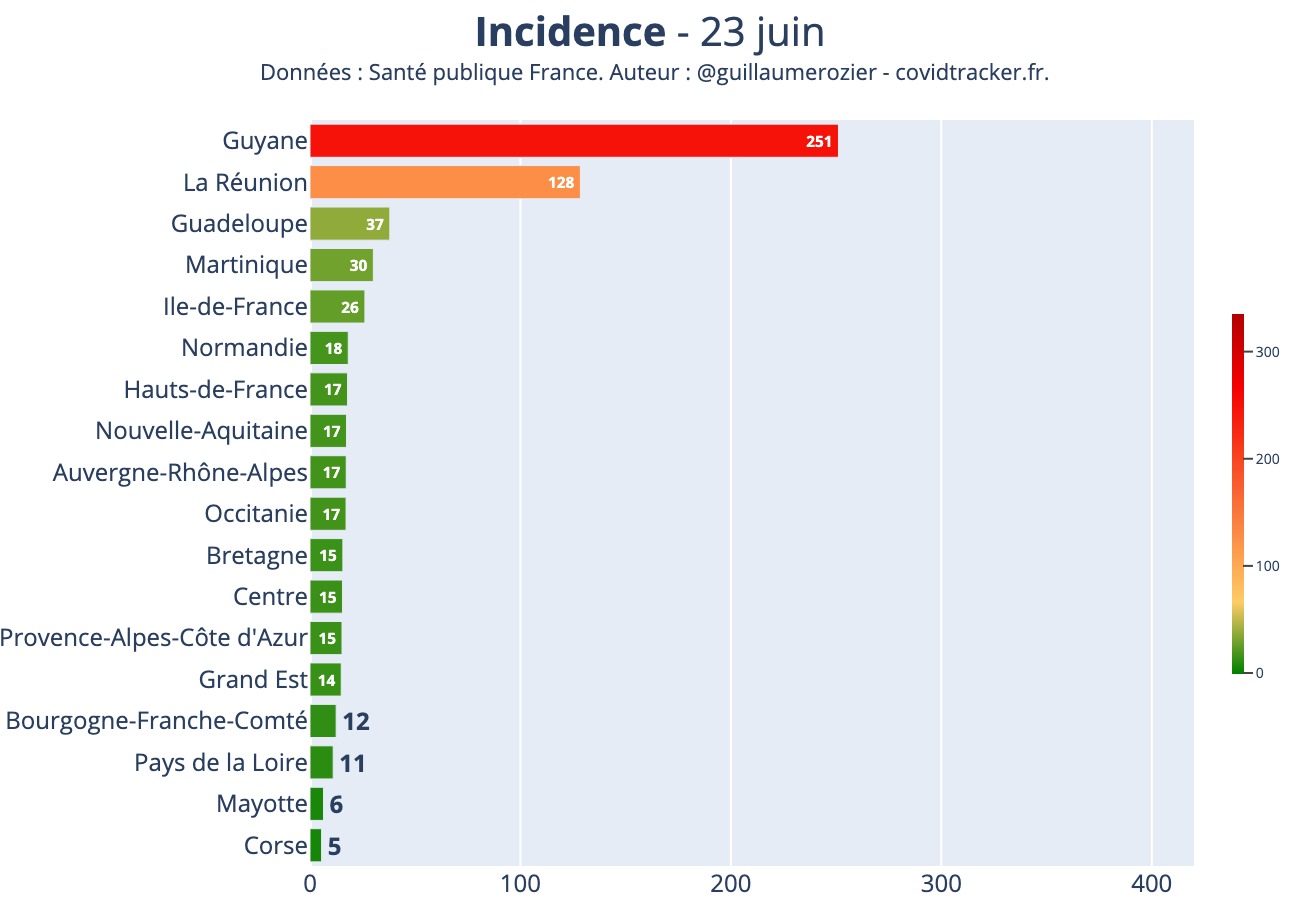 Incidence - 23 juin
Données : Santé publique France. Auteur : @guillaumerozier - covidtracker.fr.
Guyane 251
La Réunion 128
Guadeloupe 37
Martinique 30
Ile-de-France 26
Normandie 18
Hauts-de-France 17
Nouvelle-Aquitaine 17
Auvergne-Rhône-Alpes 17
Occitanie 17
Bretagne 15
Centre 15
Provence-Alpes-Côte d'Azur 15
Grand Est 14
Bourgogne-Franche-Comté 12
Pays de la Loire 11
Mayotte 6
Corse 5
0 100 200 300 400
300
200
100
0